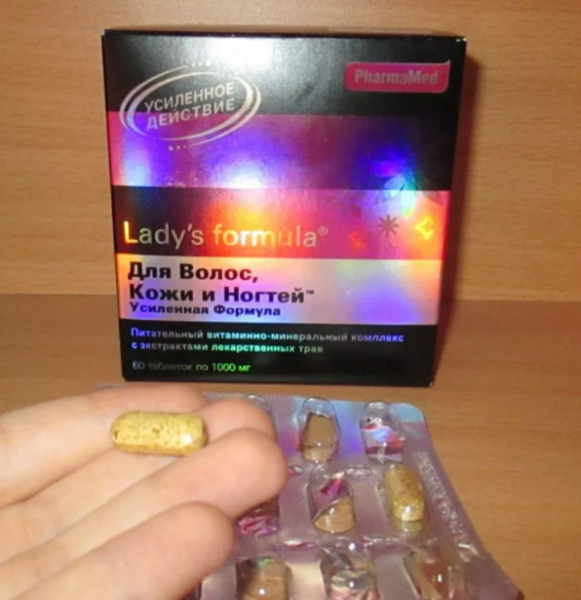 УСИЛЕННОЕ
ДЕЙСТВИЕ
PharmaMed
Lady's formula®
Для Волос,
Кожи и Ногтей™
Усиленная Формула
Питательный витаминно-минеральный комплекс
с экстрактами лекарственных трав
60 таблеток по 1000 мг